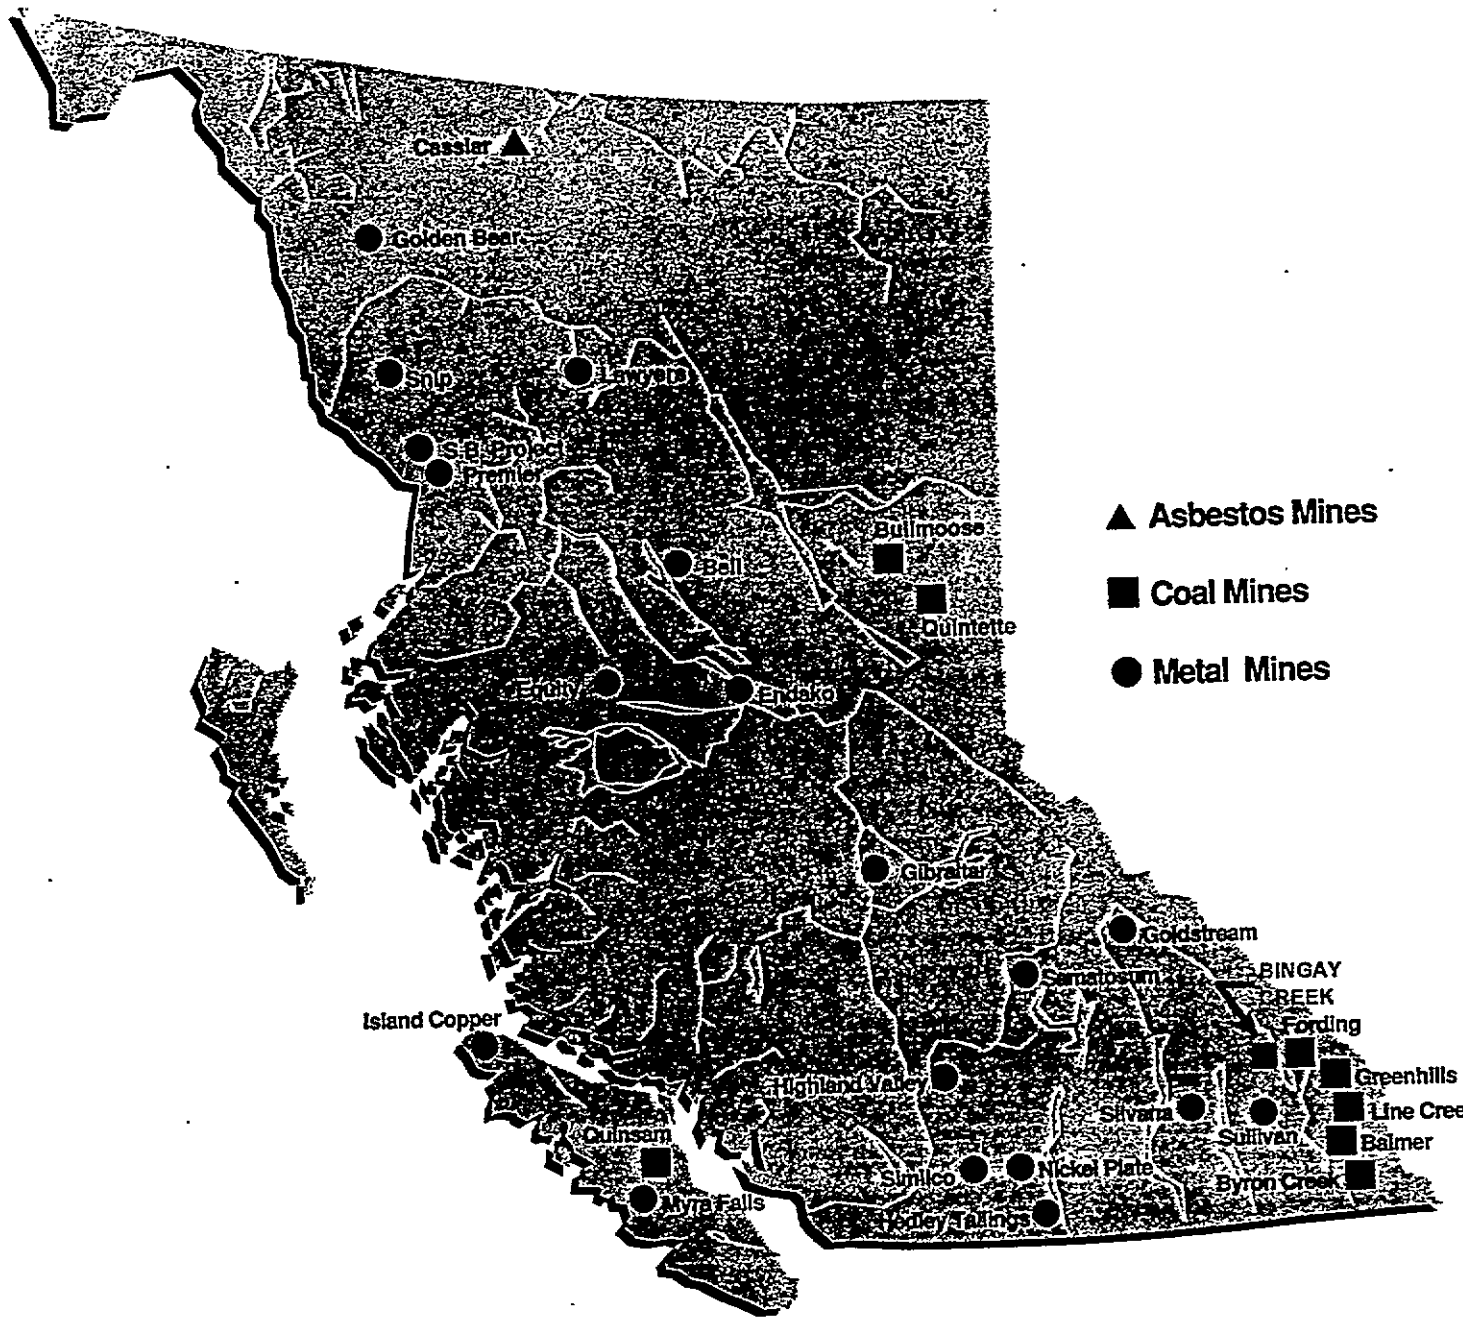 Cassiar
Golden Bear
Snip
Lawyers
S.B. Project
Premier
Bullmoose
Bell
Quintette
Asbestos Mines
Coal Mines
Metal Mines
Equity
Endako
Gibraltar
Goldstream
Samatosum
BINGAY
CREEK
Island Copper
Fording
Highland Valley
Greenhills
Silvana
Line Cree
Sullivan
Quinsam
Balmer
Similco
Nickel Plate
Byron Creek
Myra Falls
Hedley Tailings